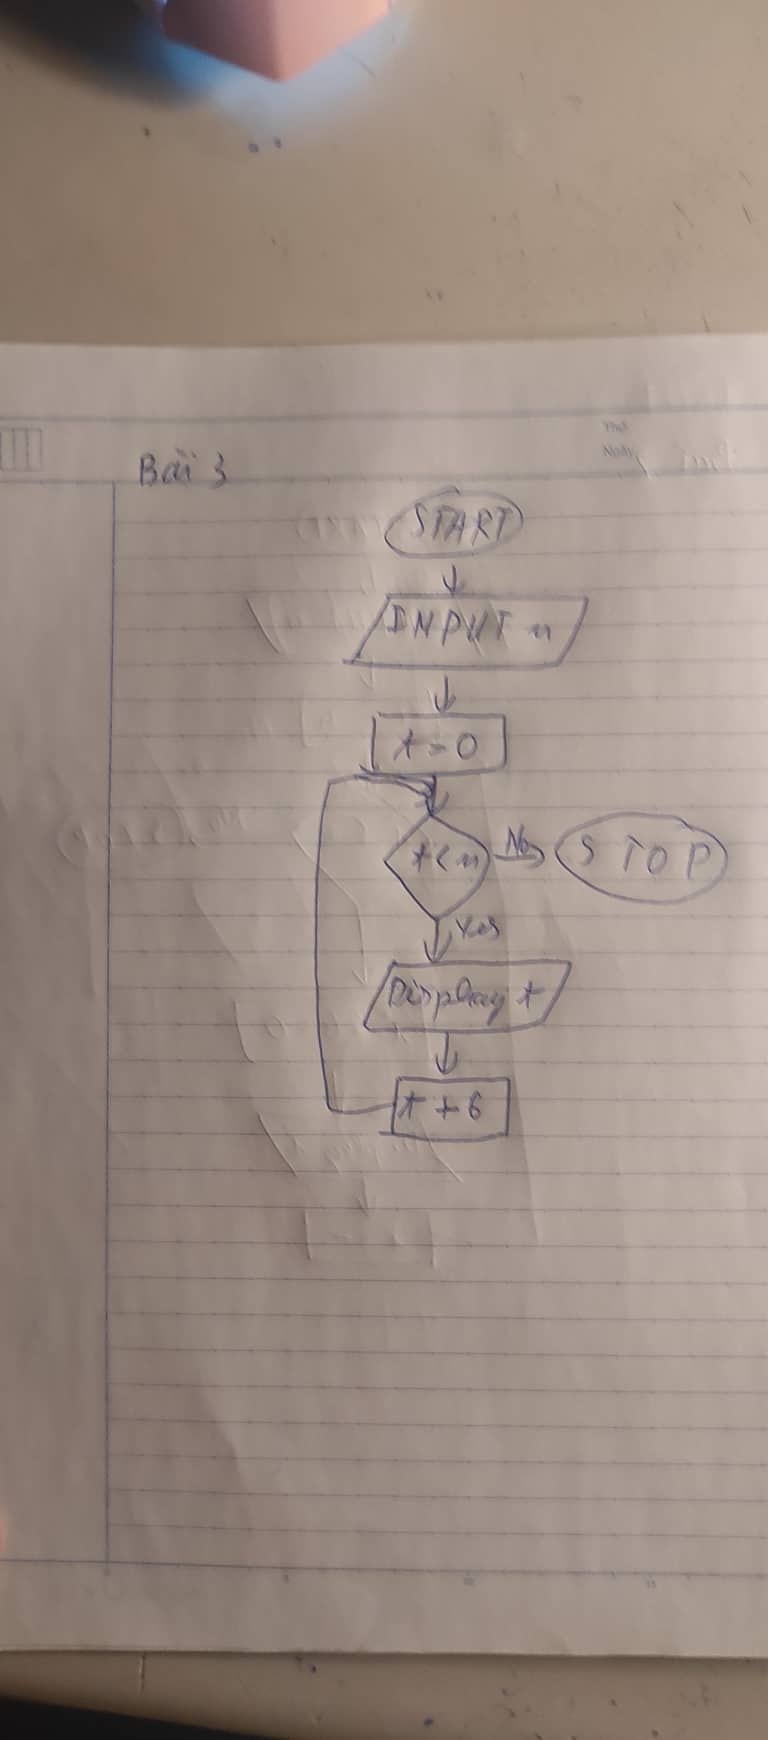 Thứ
Ngày
Bài 3
START
INPUT n
t = 0
t < n No STOP
Yes
Display t
t + 6